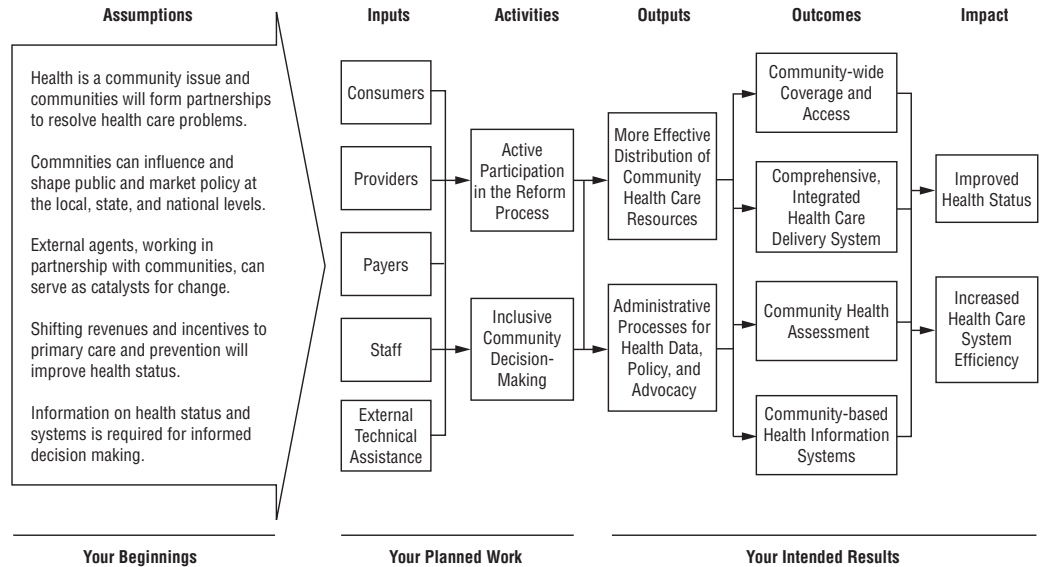 Assumptions
Inputs
Activities
Outputs
Outcomes
Impact
Health is a community issue and
communities will form partnerships
to resolve health care problems.
Commnities can influence and
shape public and market policy at
the local, state, and national levels.
External agents, working in
partnership with communities, can
serve as catalysts for change.
Shifting revenues and incentives to
primary care and prevention will
improve health status.
Information on health status and
systems is required for informed
decision making.
Consumers
Providers
Payers
Staff
External
Technical
Assistance
Active
Participation
in the Reform
Process
Inclusive
Community
Decision-
Making
More Effective
Distribution of
Community
Health Care
Resources
Administrative
Processes for
Health Data,
Policy, and
Advocacy
Community-wide
Coverage and
Access
Comprehensive,
Integrated
Health Care
Delivery System
Community Health
Assessment
Community-based
Health Information
Systems
Improved
Health Status
Increased
Health Care
System
Efficiency
Your Beginnings
Your Planned Work
Your Intended Results